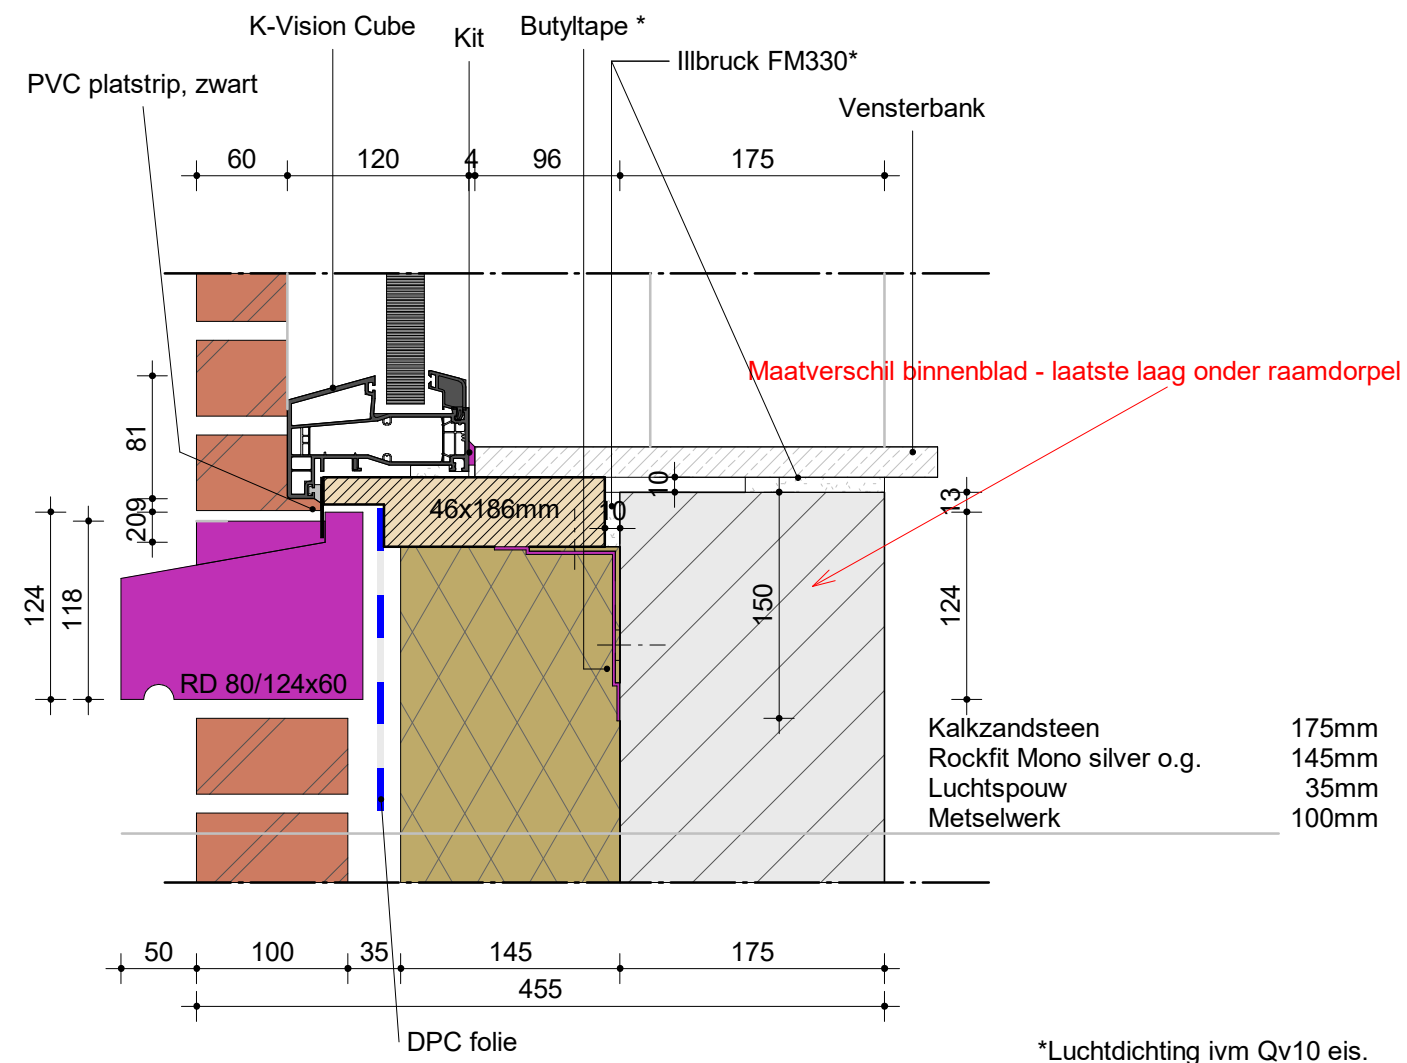 K-Vision Cube
Kit
Butyltape *
Illbruck FM330*
PVC platstrip, zwart
Vensterbank
60
120
4
96
175
Maatverschil binnenblad - laatste laag onder raamdorpel
81
209
124
118
46x186mm
10
10
150
13
124
RD 80/124x60
Kalkzandsteen 175mm
Rockfit Mono silver o.g. 145mm
Luchtspouw 35mm
Metselwerk 100mm
50
100
35
145
175
455
DPC folie
*Luchtdichting ivm Qv10 eis.